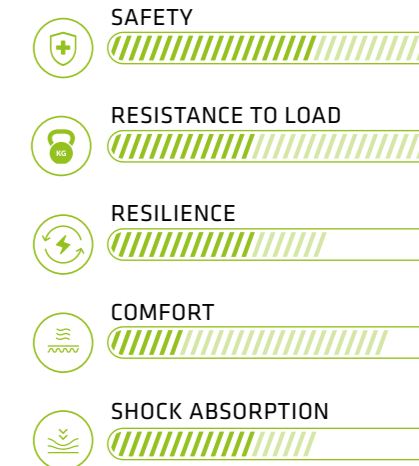 SAFETY
RESISTANCE TO LOAD
KG
RESILIENCE
COMFORT
SHOCK ABSORPTION